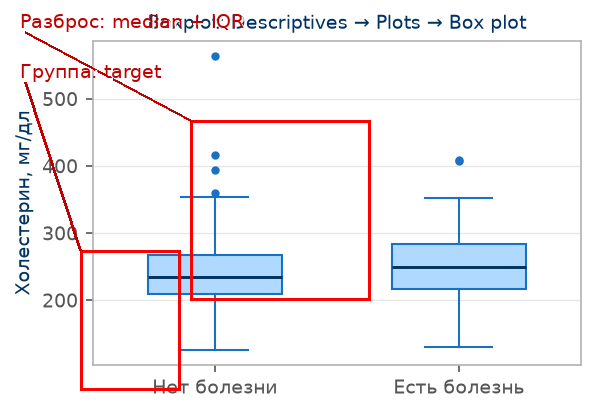 Разброс: median + IQR
Descriptives → Plots → Box plot
Группа: target
Холестерин, мг/дл
500
400
300
200
Нет болезни
Есть болезнь